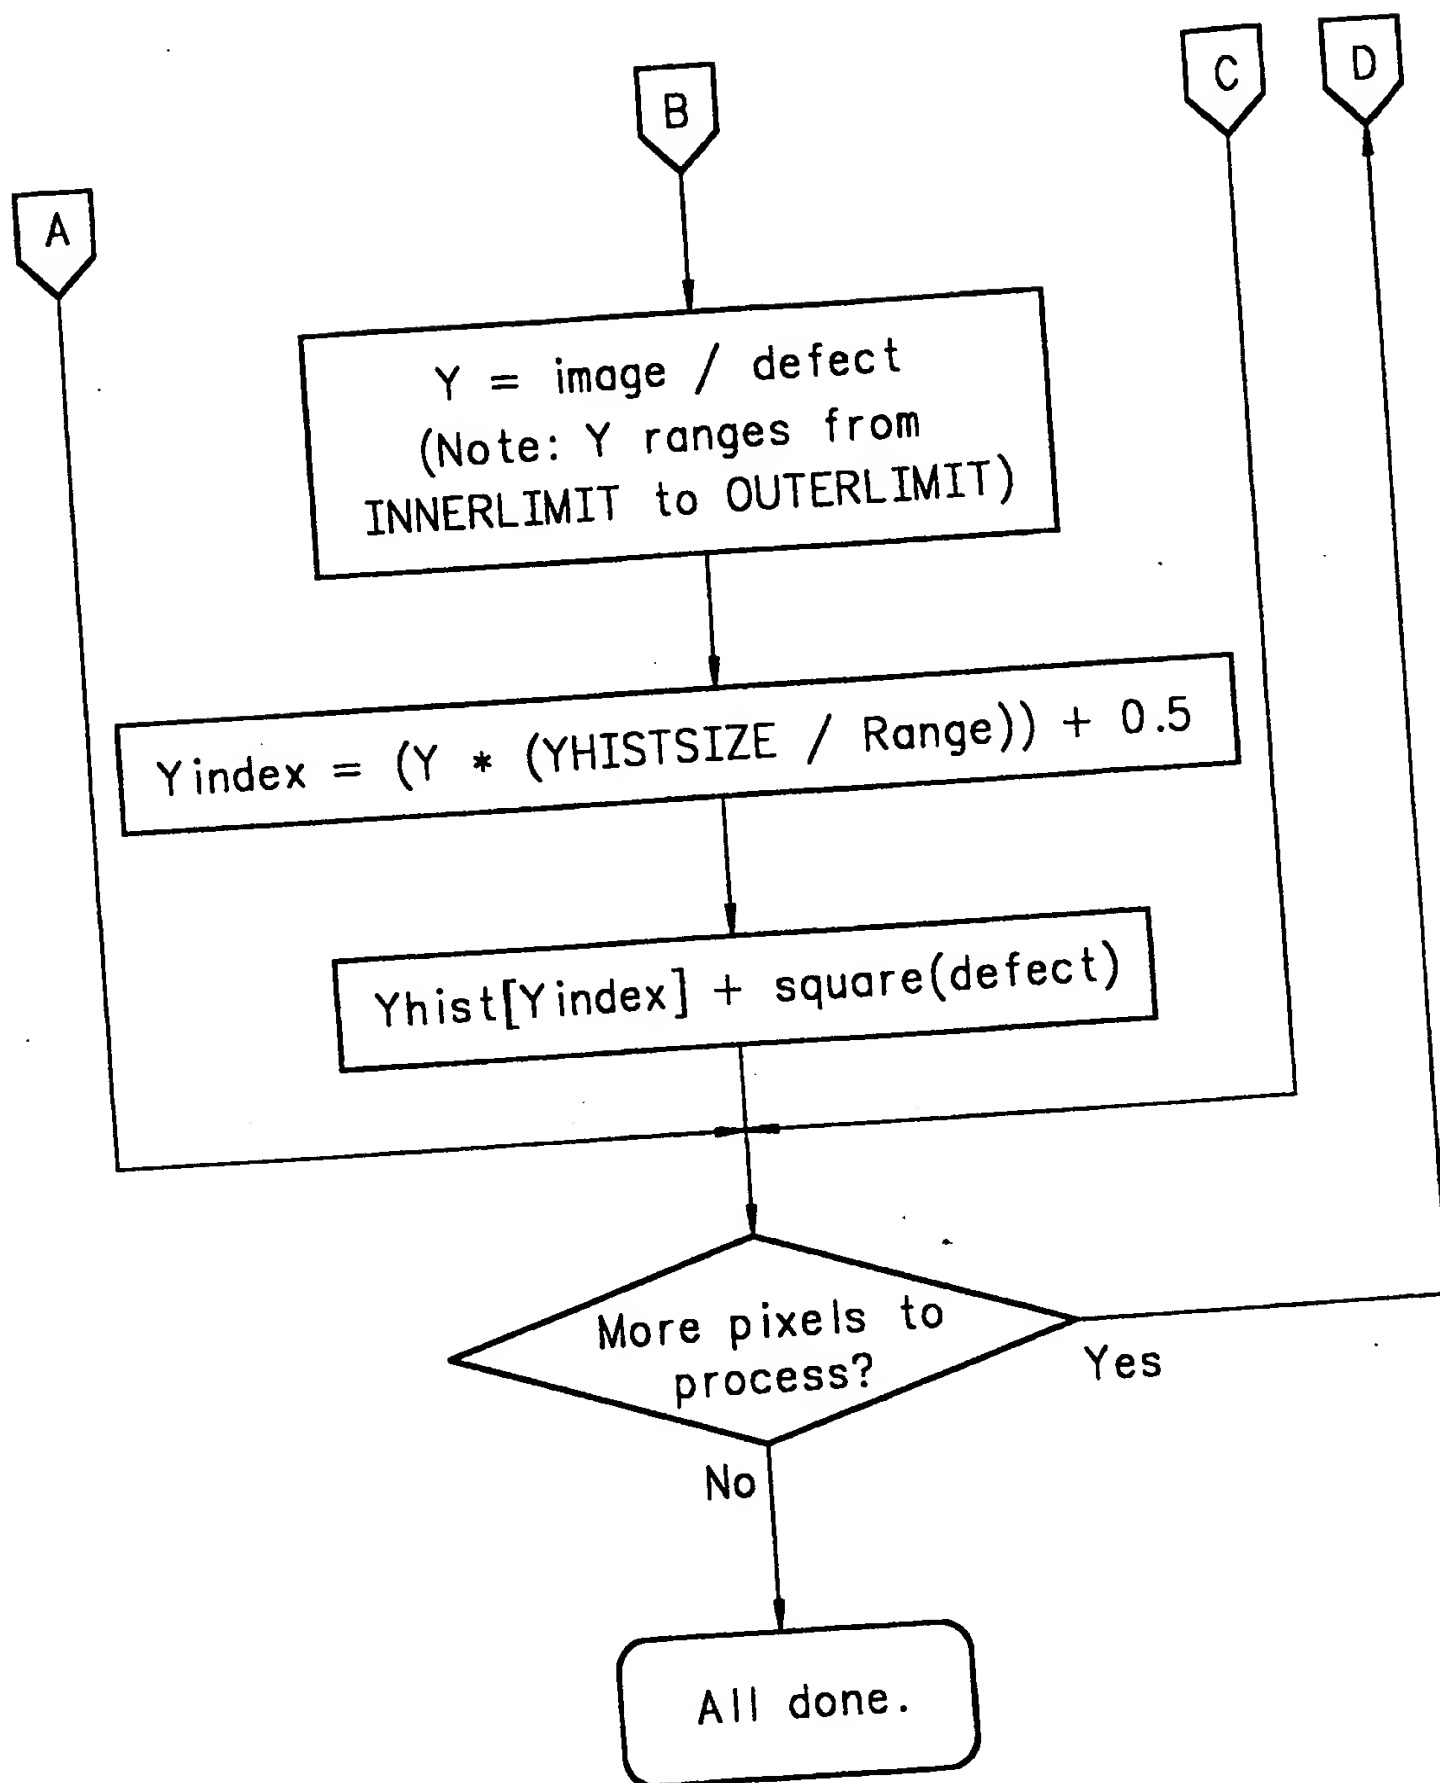 C
D
B
A
Y = image / defect
(Note: Y ranges from
INNERLIMIT to OUTERLIMIT)
Yindex = (Y * (YHISTSIZE / Range)) + 0.5
Yhist[Yindex] + square(defect)
More pixels to
process?
Yes
No
All done.